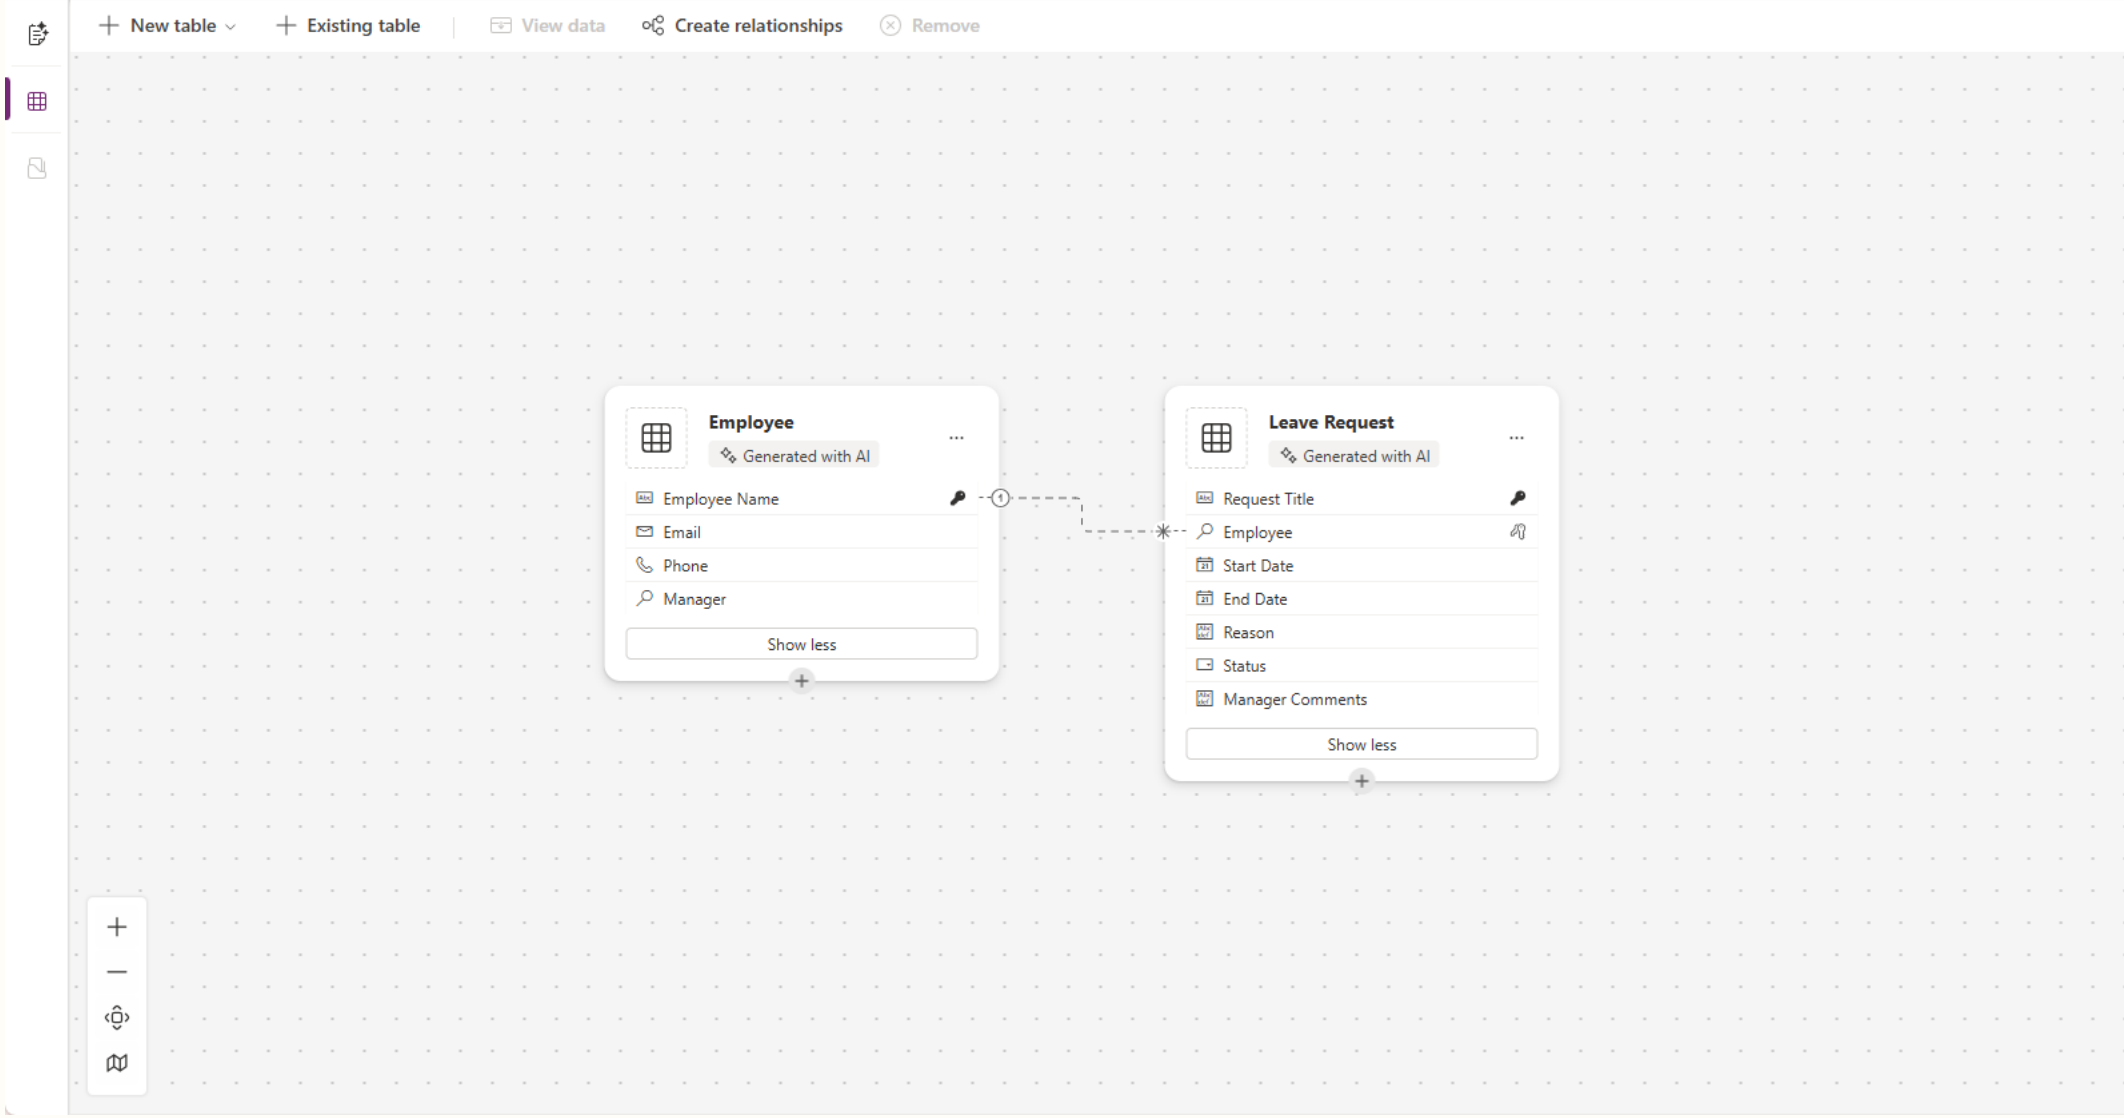 New table
Existing table
View data
Create relationships
Remove
Employee
Generated with AI
Employee Name
1
Email
Phone
Manager
Show less
Leave Request
Generated with AI
Request Title
Employee
Start Date
End Date
Reason
Status
Manager Comments
Show less